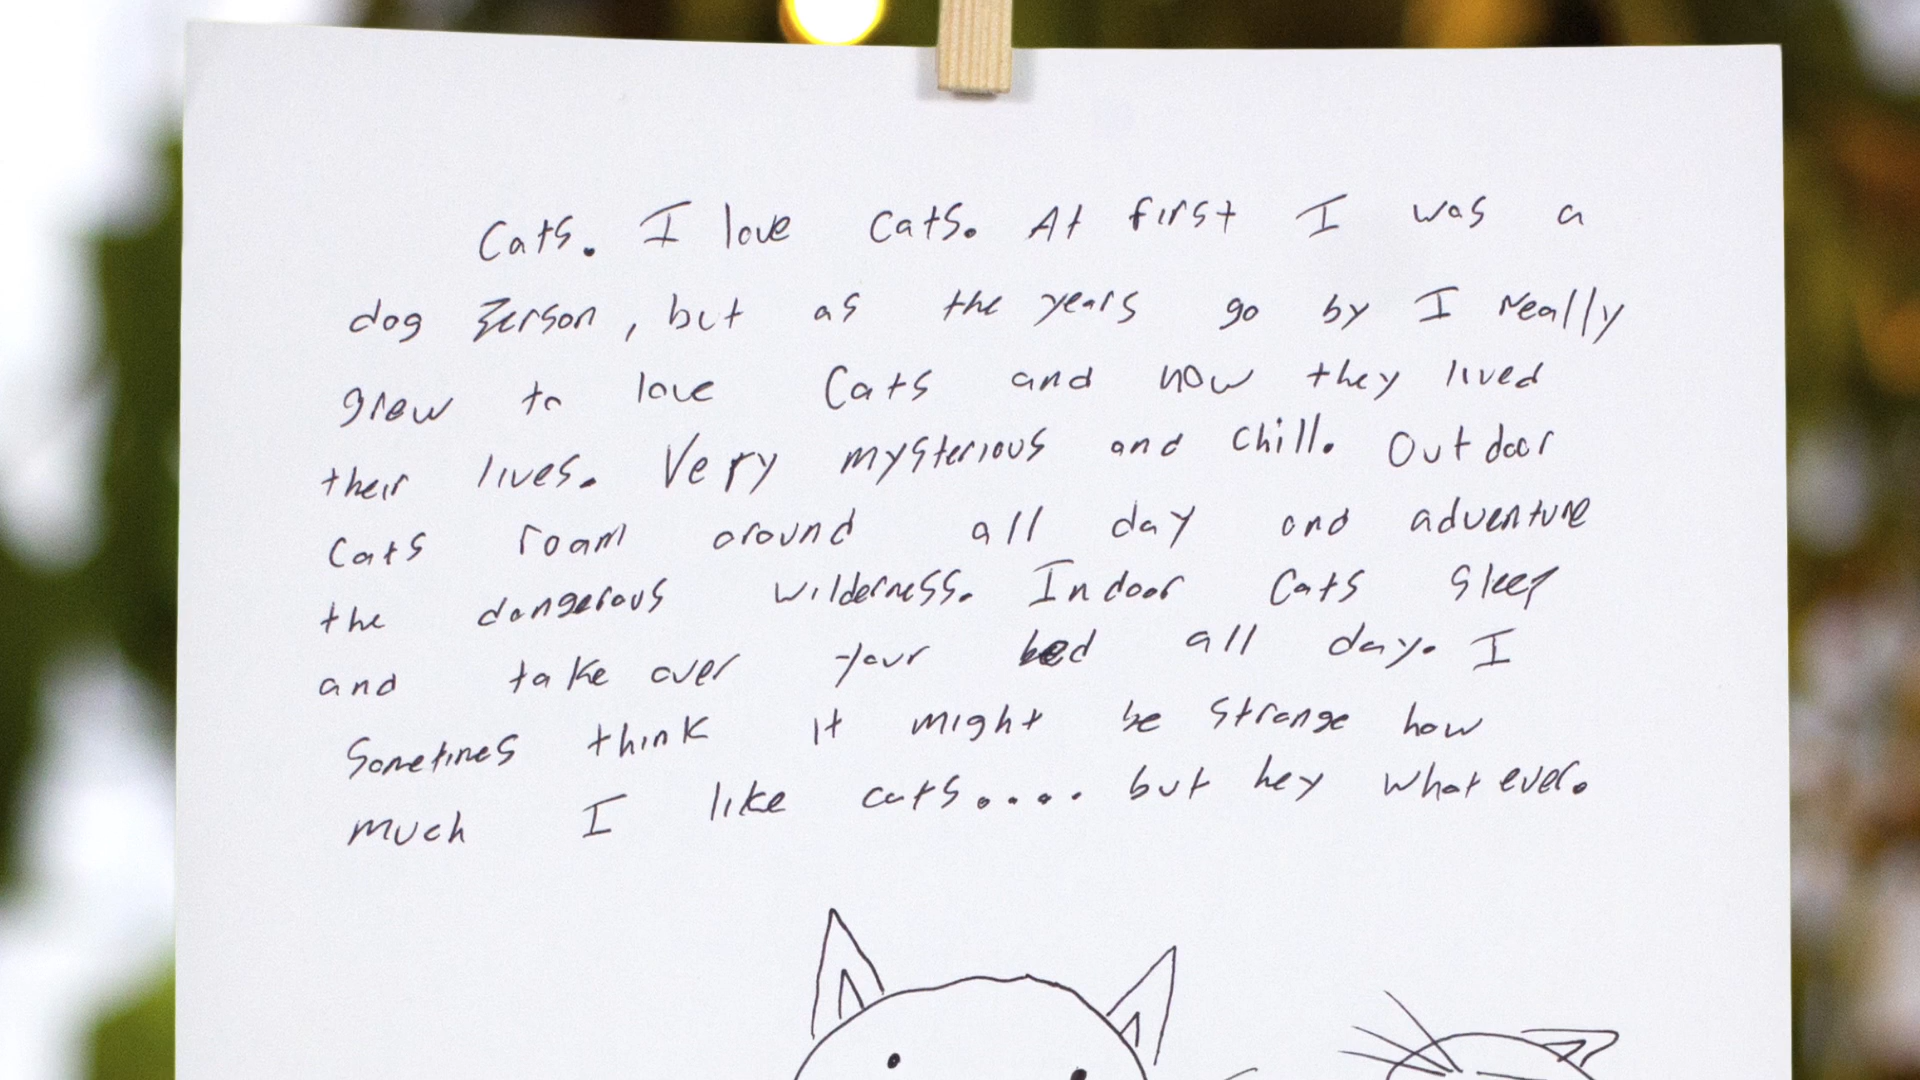 Cats. I love cats. At first I was a
dog person, but as the years go by I really
grew to love Cats and now they lived
their lives. Very mysterious and chill. Outdoor
Cats roam around all day and adventure
the dangerous wilderness. Indoor Cats sleep
and take over your bed all day. I
Sometimes think it might be strange how
much I like cats.... but hey whatever.